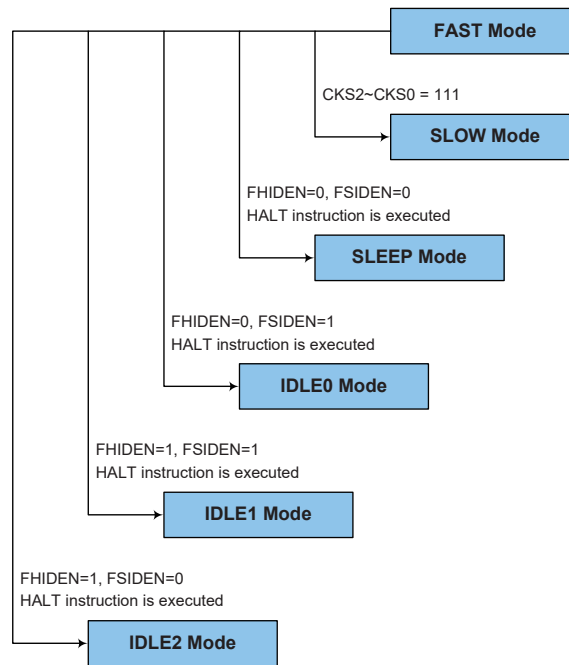 FAST Mode
CKS2~CKS0 = 111
SLOW Mode
FHIDEN=0, FSIDEN=0
HALT instruction is executed
SLEEP Mode
FHIDEN=0, FSIDEN=1
HALT instruction is executed
IDLE0 Mode
FHIDEN=1, FSIDEN=1
HALT instruction is executed
IDLE1 Mode
FHIDEN=1, FSIDEN=0
HALT instruction is executed
IDLE2 Mode